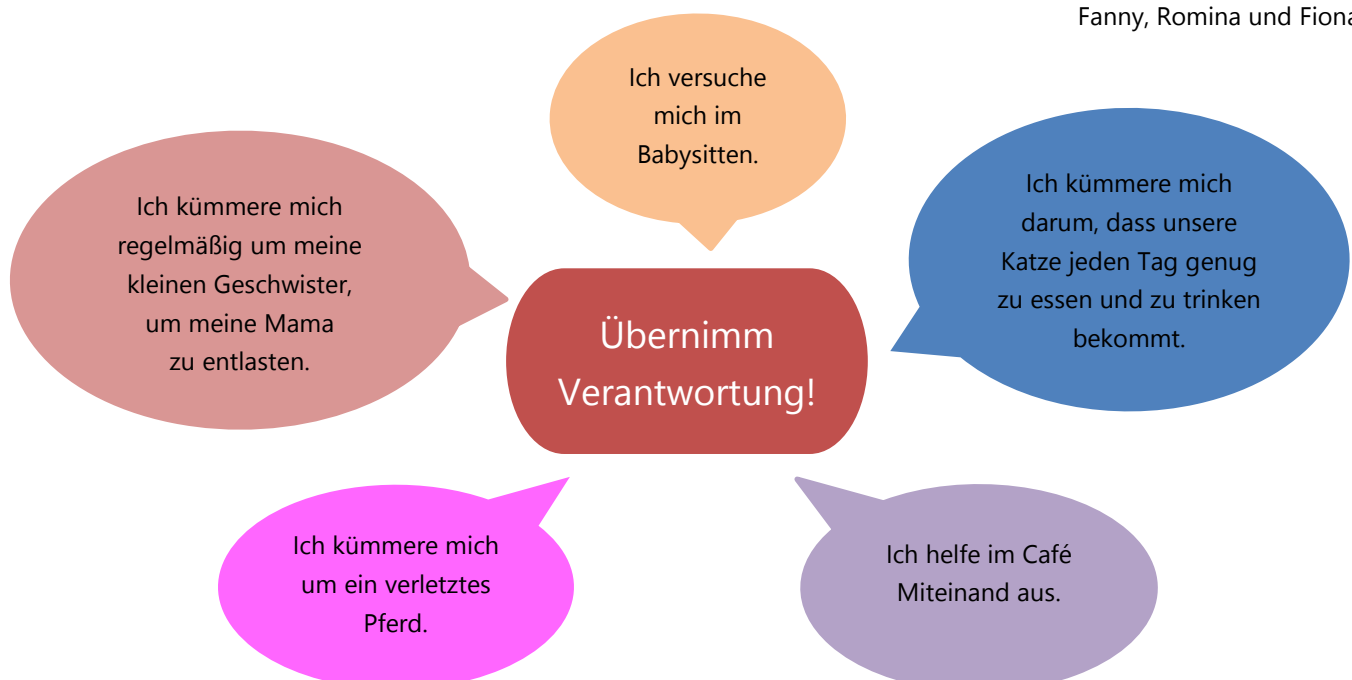 Fanny, Romina und Fiona
Ich versuche
mich im
Babysitten.
Ich kümmere mich
regelmäßig um meine
kleinen Geschwister,
um meine Mama
zu entlasten.
Ich kümmere mich
darum, dass unsere
Katze jeden Tag genug
zu essen und zu trinken
bekommt.
Übernimm
Verantwortung!
Ich kümmere mich
um ein verletztes
Pferd.
Ich helfe im Café
Miteinand aus.